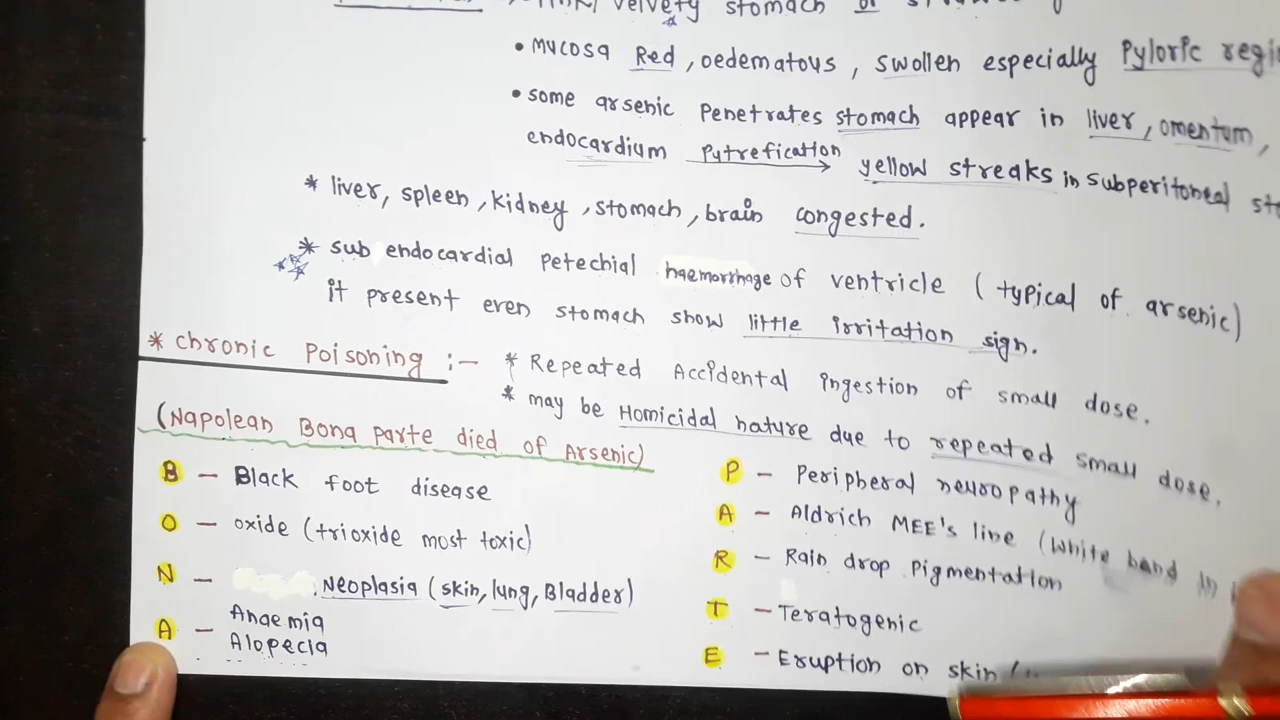 velvety stomach or
• Mucosa Red, oedematous, swollen especially Pyloric
• some arsenic Penetrates stomach appear in liver, omentum,
endocardium Putrefication → yellow streaks in subperitoneal
* liver, spleen, kidney, stomach, brain congested.
* sub endocardial petechial haemorrhage of ventricle (typical of arsenic)
it present even stomach show little irritation sign.
* Chronic Poisoning :- * Repeated Accidental ingestion of small dose.
* may be Homicidal nature due to repeated small dose.
(Napolean Bona parte died of Arsenic)
B - Black foot disease
O - oxide (trioxide most toxic)
N - Neoplasia (skin, lung, Bladder)
A - Anaemia
Alopecia
P - Peripheral neuropathy
A - Aldrich MEE's line (White band in
R - Rain drop Pigmentation
T - Teratogenic
E - Eruption on skin